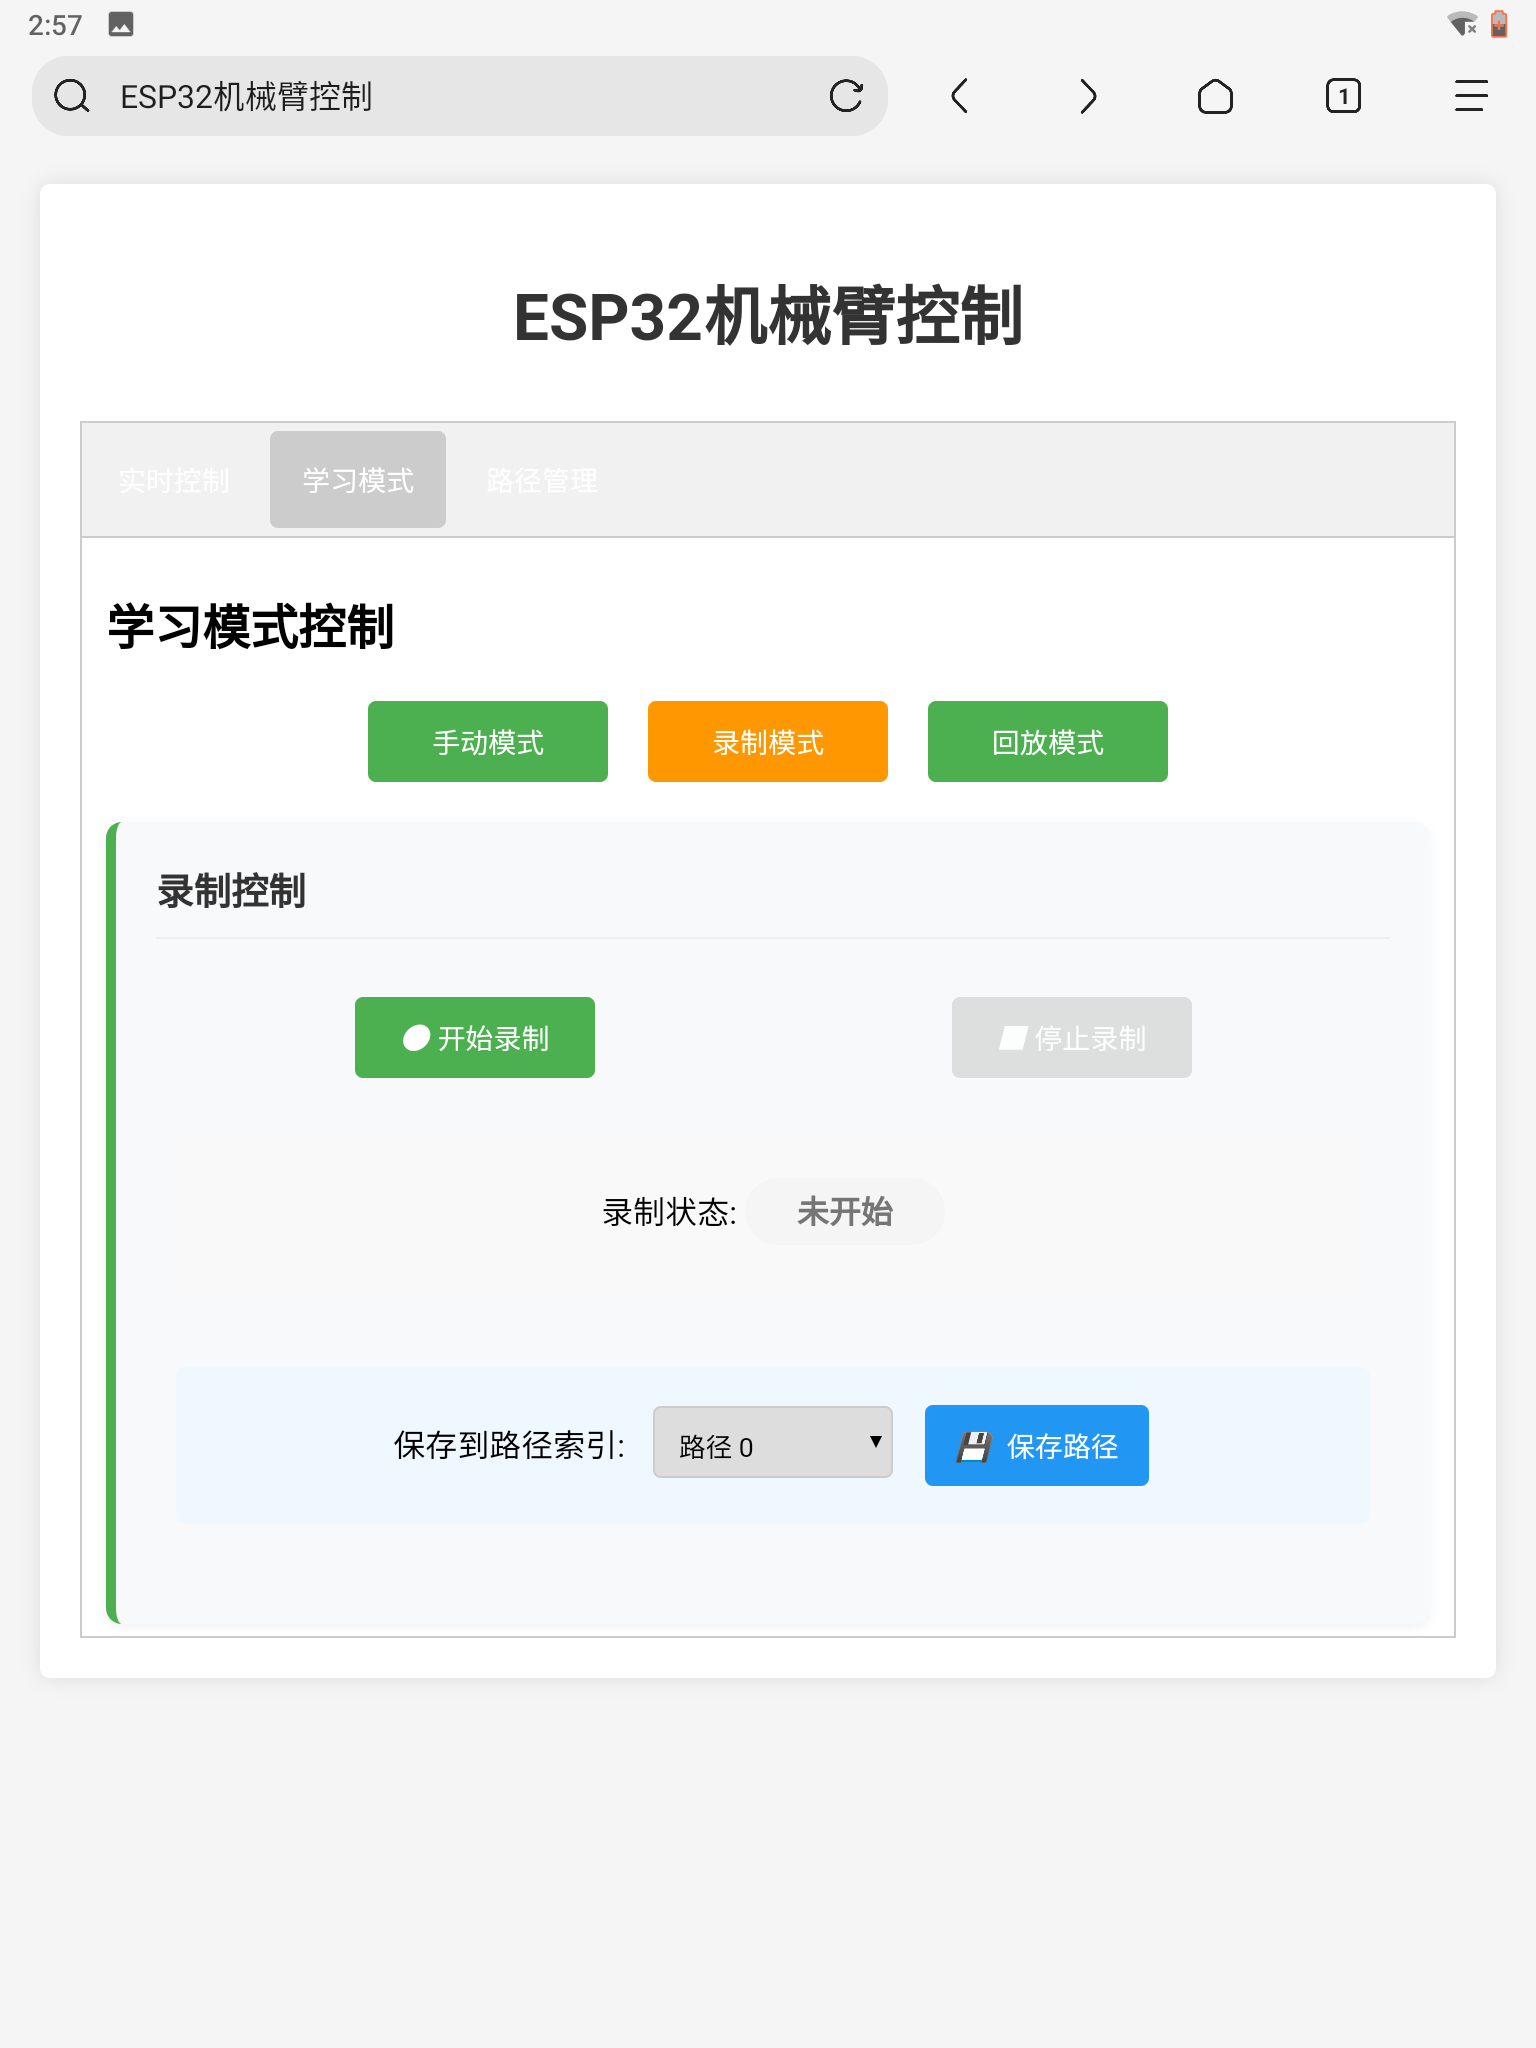 2:57
ESP32机械臂控制
1
ESP32机械臂控制
实时控制 学习模式 路径管理
学习模式控制
手动模式 录制模式 回放模式
录制控制
开始录制 停止录制
录制状态: 未开始
保存到路径索引: 路径 0 保存路径